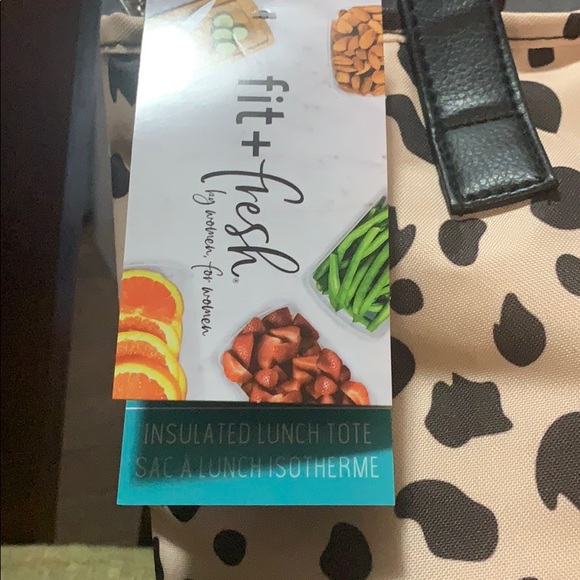 fit + fresh®
by women, for women
INSULATED LUNCH TOTE
SAC À LUNCH ISOTHERME